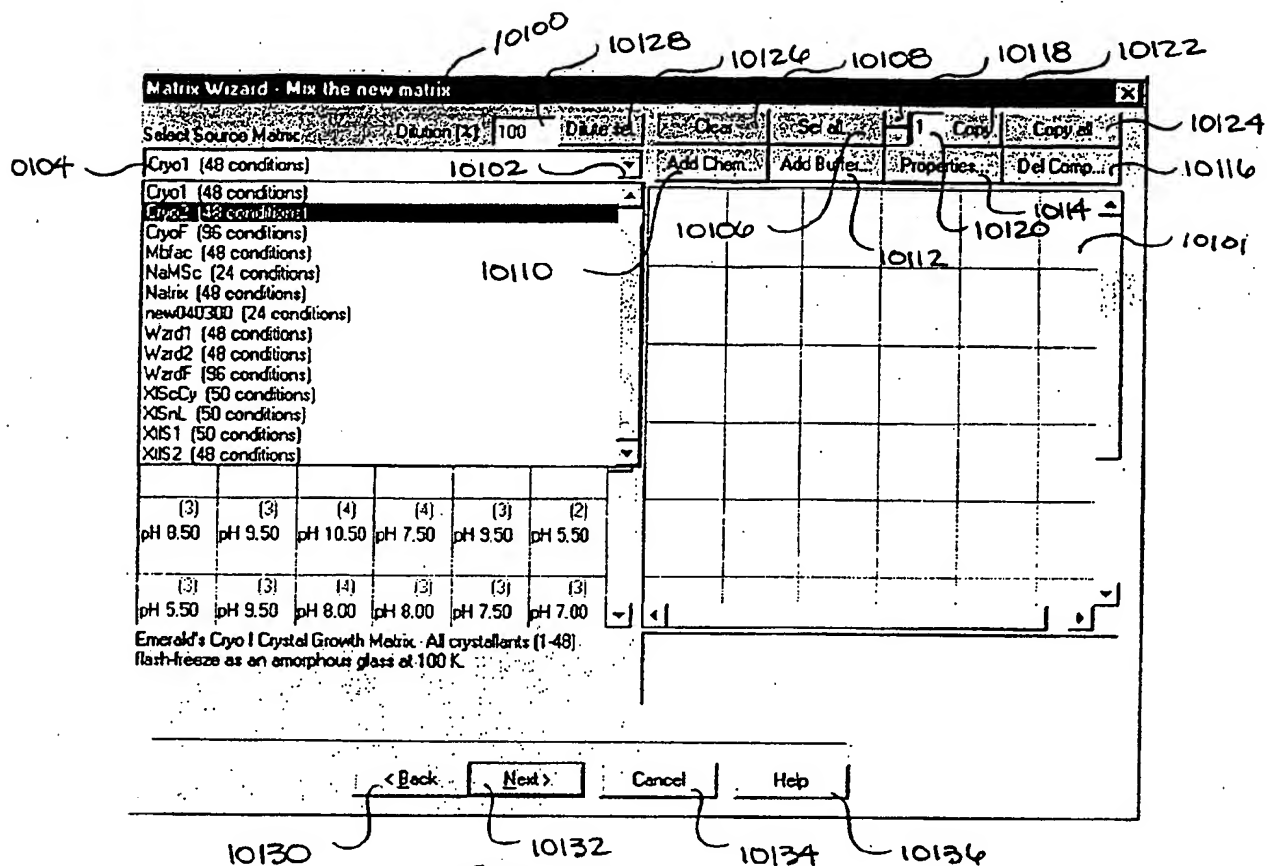 10100 10128 10126 10108 10118 10122
Matrix Wizard - Mix the new matrix
Select Source Matrix Dilution [%] 100 Dilute sel. Clear Sel all... 1 Copy Copy all 10124
0104 Cryo1 (48 conditions) 10102 Add Chem... Add Buffer... Properties... Del Comp... 10116
Cryo1 (48 conditions)
Cryo2 (48 conditions)
CryoF (96 conditions)
Mbfac (48 conditions)
NaMSc (24 conditions)
Natrix (48 conditions)
new040300 (24 conditions)
Wzrd1 (48 conditions)
Wzrd2 (48 conditions)
WzrdF (96 conditions)
XlScCy (50 conditions)
XlSnL (50 conditions)
XllS1 (50 conditions)
XllS2 (48 conditions)
10106 10114 10120 10101
10110 10112
(3) (3) (4) (4) (3) (2)
pH 8.50 pH 9.50 pH 10.50 pH 7.50 pH 9.50 pH 5.50
(3) (3) (4) (3) (3) (3)
pH 5.50 pH 9.50 pH 8.00 pH 8.00 pH 7.50 pH 7.00
Emerald's Cryo I Crystal Growth Matrix. All crystallants (1-48)
flash-freeze as an amorphous glass at 100 K.
< Back Next > Cancel Help
10130 10132 10134 10136